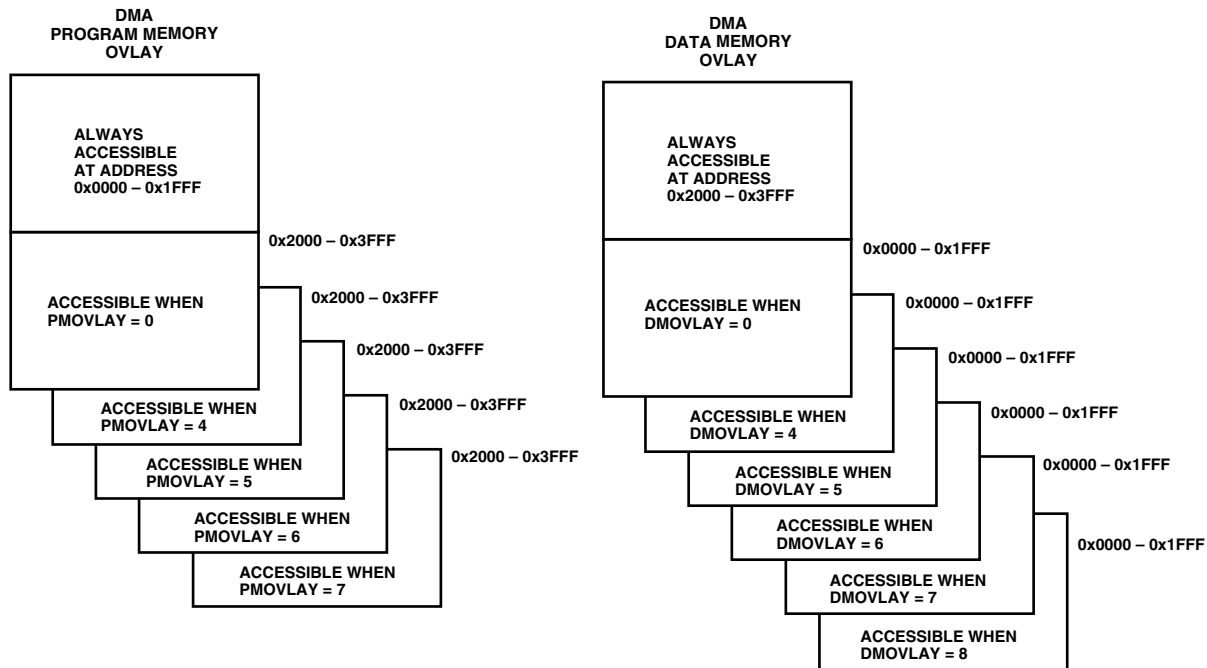 DMA
PROGRAM MEMORY
OVLAY
ALWAYS
ACCESSIBLE
AT ADDRESS
0x0000 – 0x1FFF
0x2000 – 0x3FFF
ACCESSIBLE WHEN
PMOVLAY = 0
0x2000 – 0x3FFF
0x2000 – 0x3FFF
0x2000 – 0x3FFF
ACCESSIBLE WHEN
PMOVLAY = 4
0x2000 – 0x3FFF
ACCESSIBLE WHEN
PMOVLAY = 5
ACCESSIBLE WHEN
PMOVLAY = 6
ACCESSIBLE WHEN
PMOVLAY = 7
DMA
DATA MEMORY
OVLAY
ALWAYS
ACCESSIBLE
AT ADDRESS
0x2000 – 0x3FFF
0x0000 – 0x1FFF
ACCESSIBLE WHEN
DMOVLAY = 0
0x0000 – 0x1FFF
0x0000 – 0x1FFF
0x0000 – 0x1FFF
ACCESSIBLE WHEN
DMOVLAY = 4
0x0000 – 0x1FFF
ACCESSIBLE WHEN
DMOVLAY = 5
ACCESSIBLE WHEN
DMOVLAY = 6
0x0000 – 0x1FFF
ACCESSIBLE WHEN
DMOVLAY = 7
ACCESSIBLE WHEN
DMOVLAY = 8